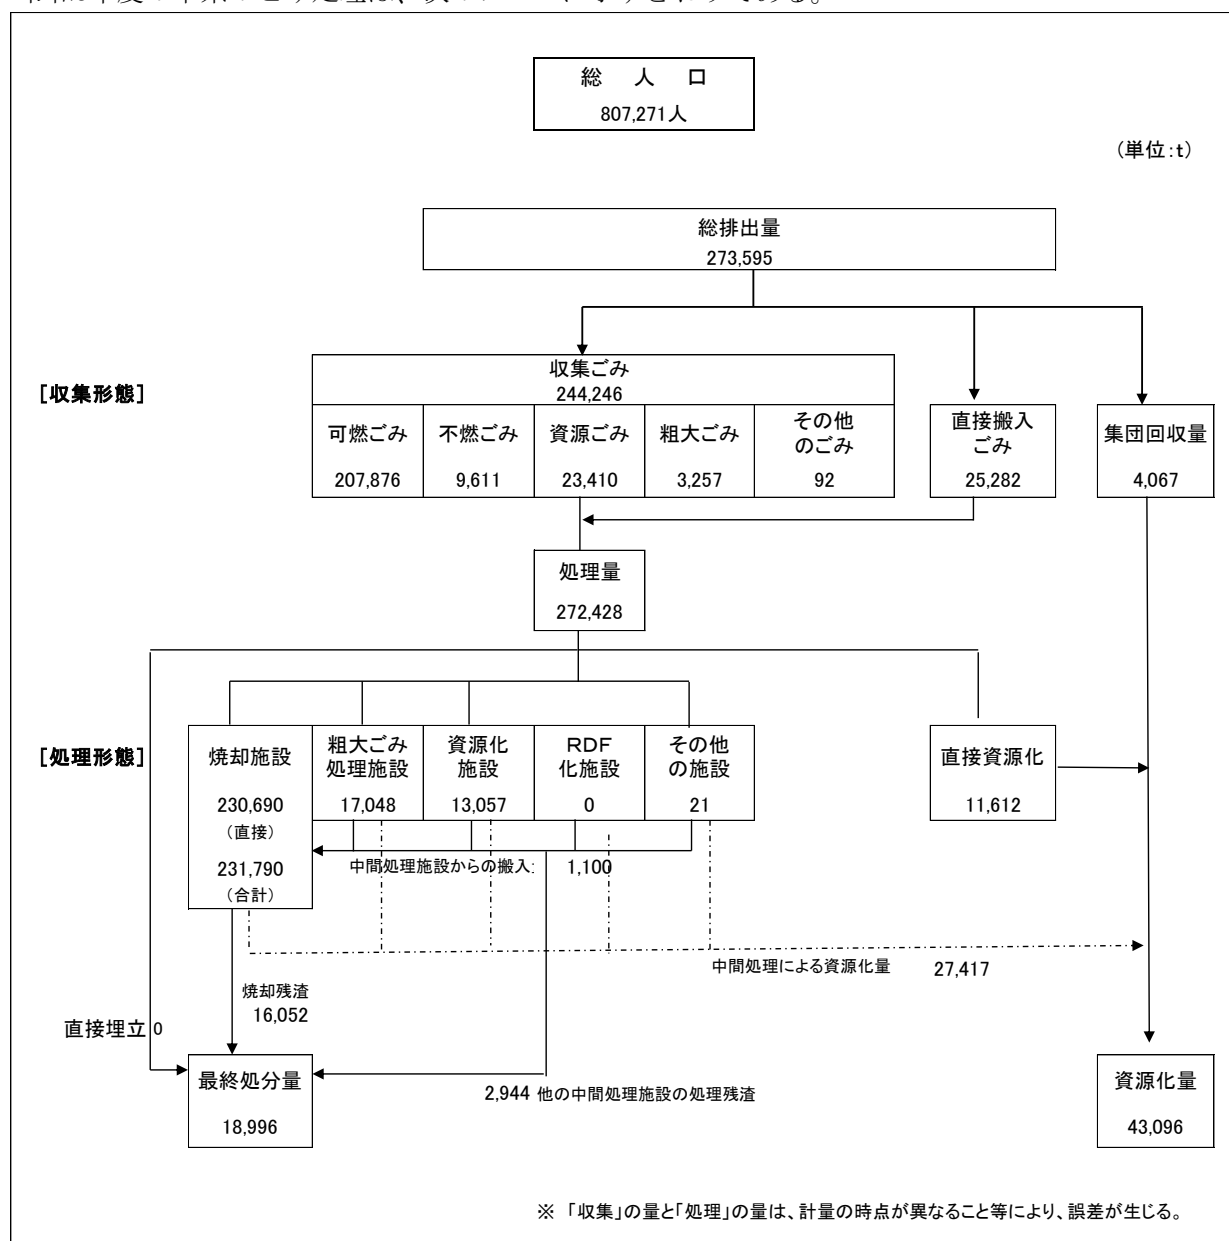 総 人 口
807,271人
（単位：t）
総排出量
273,595
収集ごみ
244,246
［収集形態］
可燃ごみ
207,876
不燃ごみ
9,611
資源ごみ
23,410
粗大ごみ
3,257
その他
のごみ
92
直接搬入
ごみ
25,282
集団回収量
4,067
処理量
272,428
［処理形態］
焼却施設
230,690
（直接）
231,790
（合計）
粗大ごみ
処理施設
17,048
資源化
施設
13,057
ＲＤＦ
化施設
0
その他
の施設
21
直接資源化
11,612
中間処理施設からの搬入： 1,100
中間処理による資源化量 27,417
焼却残渣
16,052
直接埋立 0
最終処分量
18,996
2,944 他の中間処理施設の処理残渣
資源化量
43,096
※ 「収集」の量と「処理」の量は、計量の時点が異なること等により、誤差が生じる。